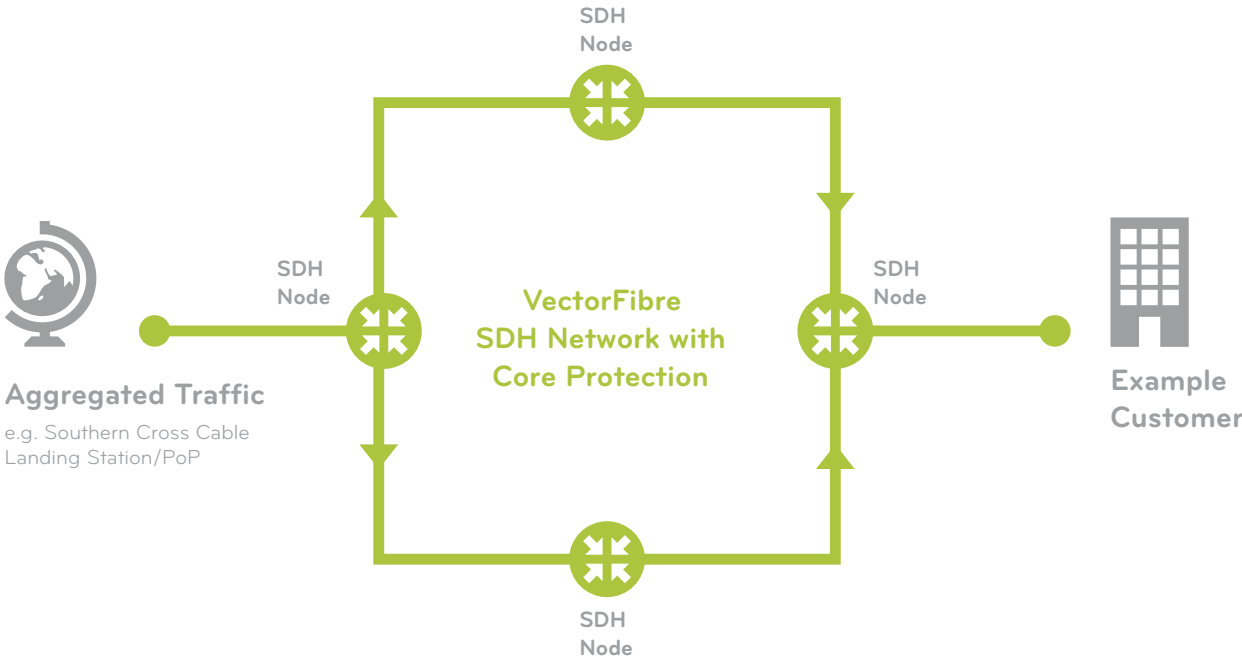 SDH
Node
SDH
Node
VectorFibre
SDH Network with
Core Protection
SDH
Node
Aggregated Traffic
e.g. Southern Cross Cable
Landing Station/PoP
Example
Customer
SDH
Node